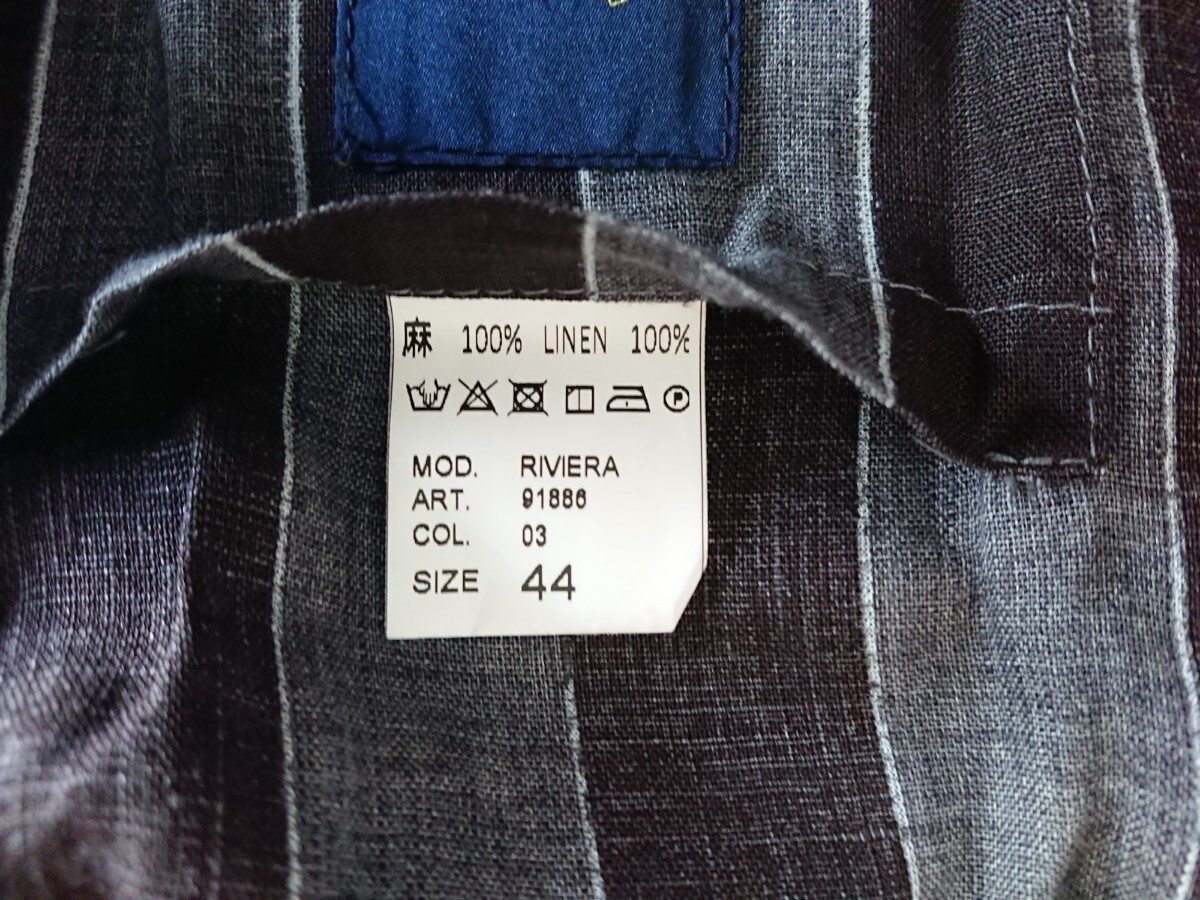 麻 100% LINEN 100%
P
MOD. RIVIERA
ART. 91886
COL. 03
SIZE 44